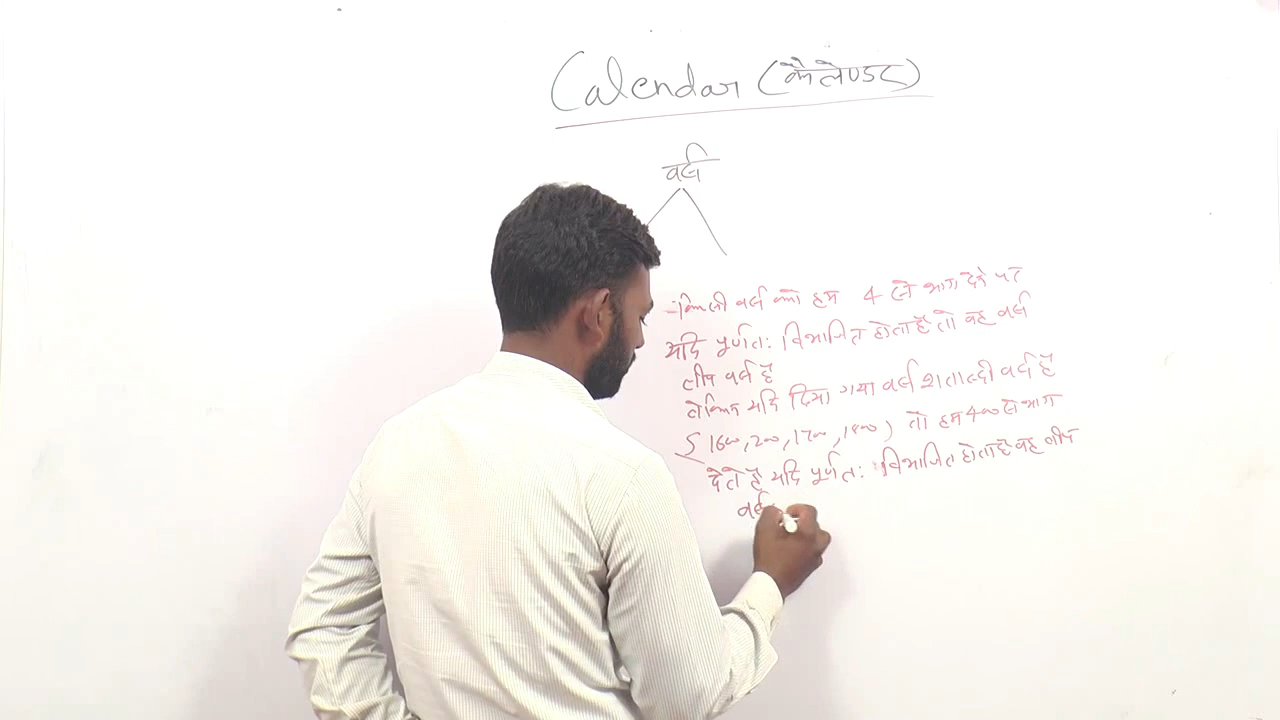 Calendar (कैलेण्डर)
वर्ष
किसी वर्ष को हम 4 से भाग देने पर
यदि पूर्णत: विभाजित होता है तो वह वर्ष
लीप वर्ष है
लेकिन यदि दिया गया वर्ष शताब्दी वर्ष है
(1600, 200, 1700, 1800) तो हम 400 से भाग
देते है यदि पूर्णत: विभाजित होता है वह लीप
वर्ष